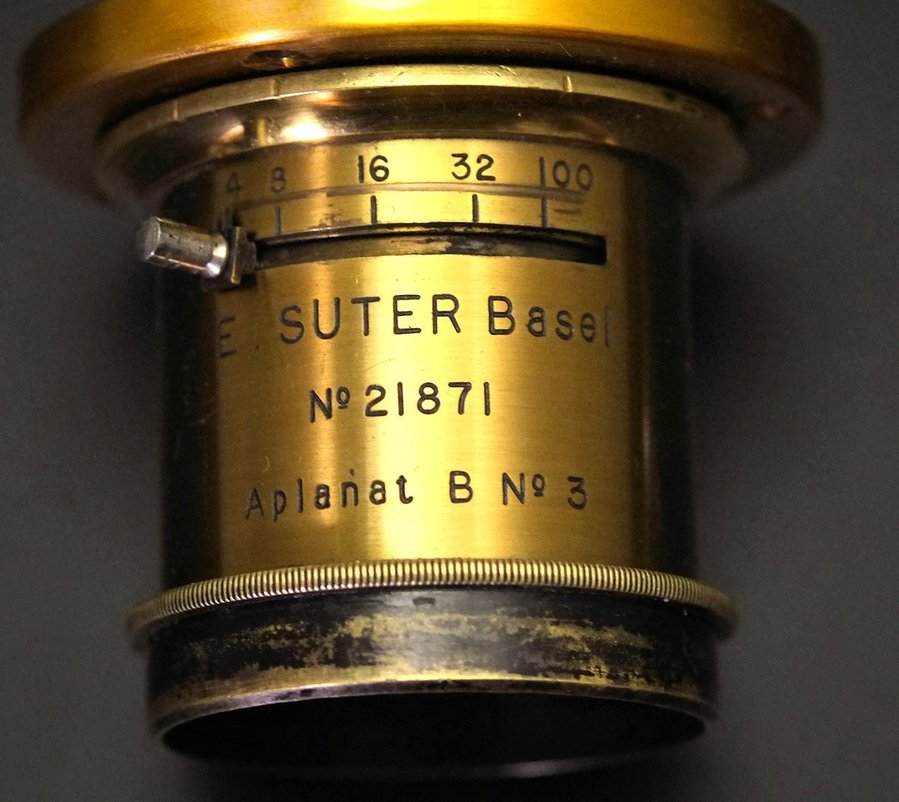 4 8 16 32 100
E SUTER Basel
Nº 21871
Aplanat B Nº 3